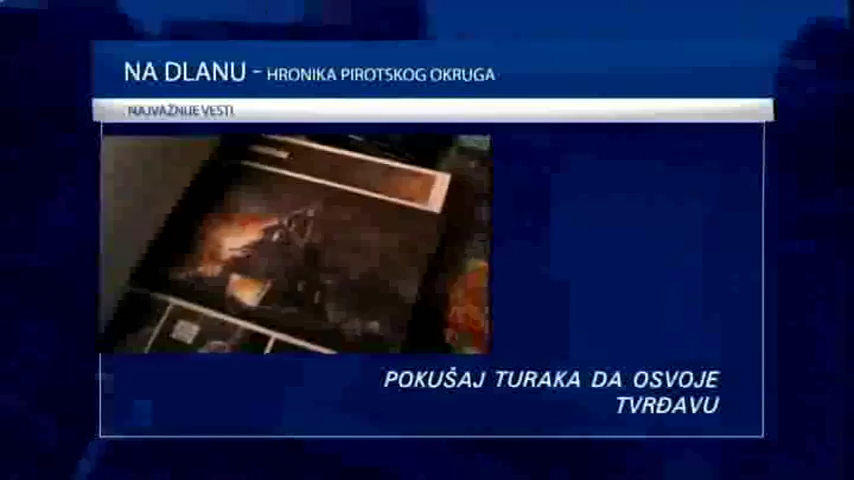 NA DLANU - HRONIKA PIROTSKOG OKRUGA
NAJVAŽNIJE VESTI
POKUŠAJ TURAKA DA OSVOJE
TVRĐAVU